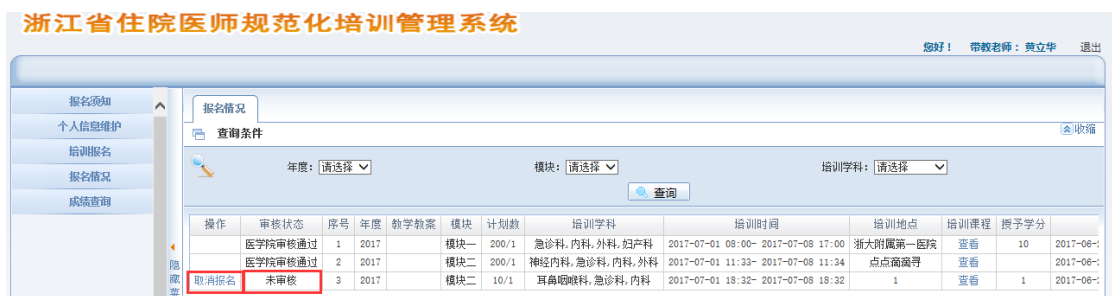 浙江省住院医师规范化培训管理系统
您好！ 带教老师：黄立华 退出
报名须知
个人信息维护
培训报名
报名情况
成绩查询
报名情况
查询条件
收缩
年度： 请选择 模块： 请选择 培训学科： 请选择
查询
操作 审核状态 序号 年度 教学教案 模块 计划数 培训学科 培训时间 培训地点 培训课程 授予学分
医学院审核通过 1 2017 模块一 200/1 急诊科,内科,外科,妇产科 2017-07-01 08:00- 2017-07-08 17:00 浙大附属第一医院 查看 10 2017-06-
医学院审核通过 2 2017 模块二 200/1 神经内科,急诊科,内科,外科 2017-07-01 11:33- 2017-07-08 11:34 点点滴滴寻 查看 2017-06-
取消报名 未审核 3 2017 模块二 10/1 耳鼻咽喉科,急诊科,内科 2017-07-01 18:32- 2017-07-08 18:32 1 查看 1 2017-06-
隐
藏
菜